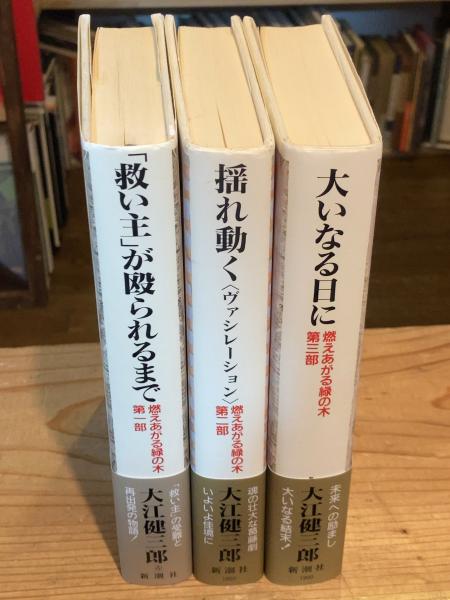 「救い主」が殴られるまで
燃えあがる緑の木
第一部
「救い主」の受難と
再出発の物語!
大江健三郎
新潮社
揺れ動く〈ヴァシレーション〉
燃えあがる緑の木
第二部
魂の壮大な葛藤劇
いよいよ佳境に
大江健三郎
新潮社
大いなる日に
燃えあがる緑の木
第三部
未来への励まし
大いなる結末!
大江健三郎
新潮社